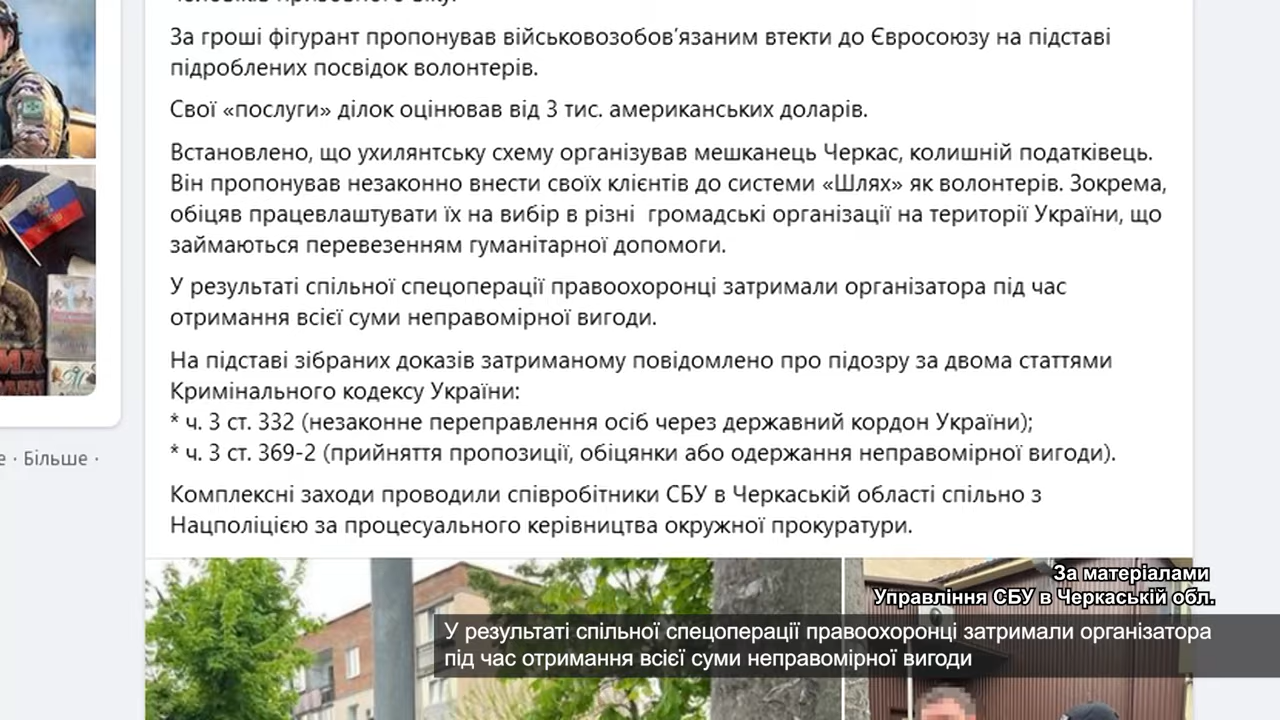 За гроші фігурант пропонував військовозобов’язаним втекти до Євросоюзу на підставі
підроблених посвідок волонтерів.
Свої «послуги» ділок оцінював від 3 тис. американських доларів.
Встановлено, що ухилянтську схему організував мешканець Черкас, колишній податківець.
Він пропонував незаконно внести своїх клієнтів до системи «Шлях» як волонтерів. Зокрема,
обіцяв працевлаштувати їх на вибір в різні  громадські організації на території України, що
займаються перевезенням гуманітарної допомоги.
У результаті спільної спецоперації правоохоронці затримали організатора під час
отримання всієї суми неправомірної вигоди.
На підставі зібраних доказів затриманому повідомлено про підозру за двома статтями
Кримінального кодексу України:
* ч. 3 ст. 332 (незаконне переправлення осіб через державний кордон України);
* ч. 3 ст. 369-2 (прийняття пропозиції, обіцянки або одержання неправомірної вигоди).
· Більше ·
Комплексні заходи проводили співробітники СБУ в Черкаській області спільно з
Нацполіцією за процесуального керівництва окружної прокуратури.
За матеріалами
Управління СБУ в Черкаській обл.
У результаті спільної спецоперації правоохоронці затримали організатора
під час отримання всієї суми неправомірної вигоди